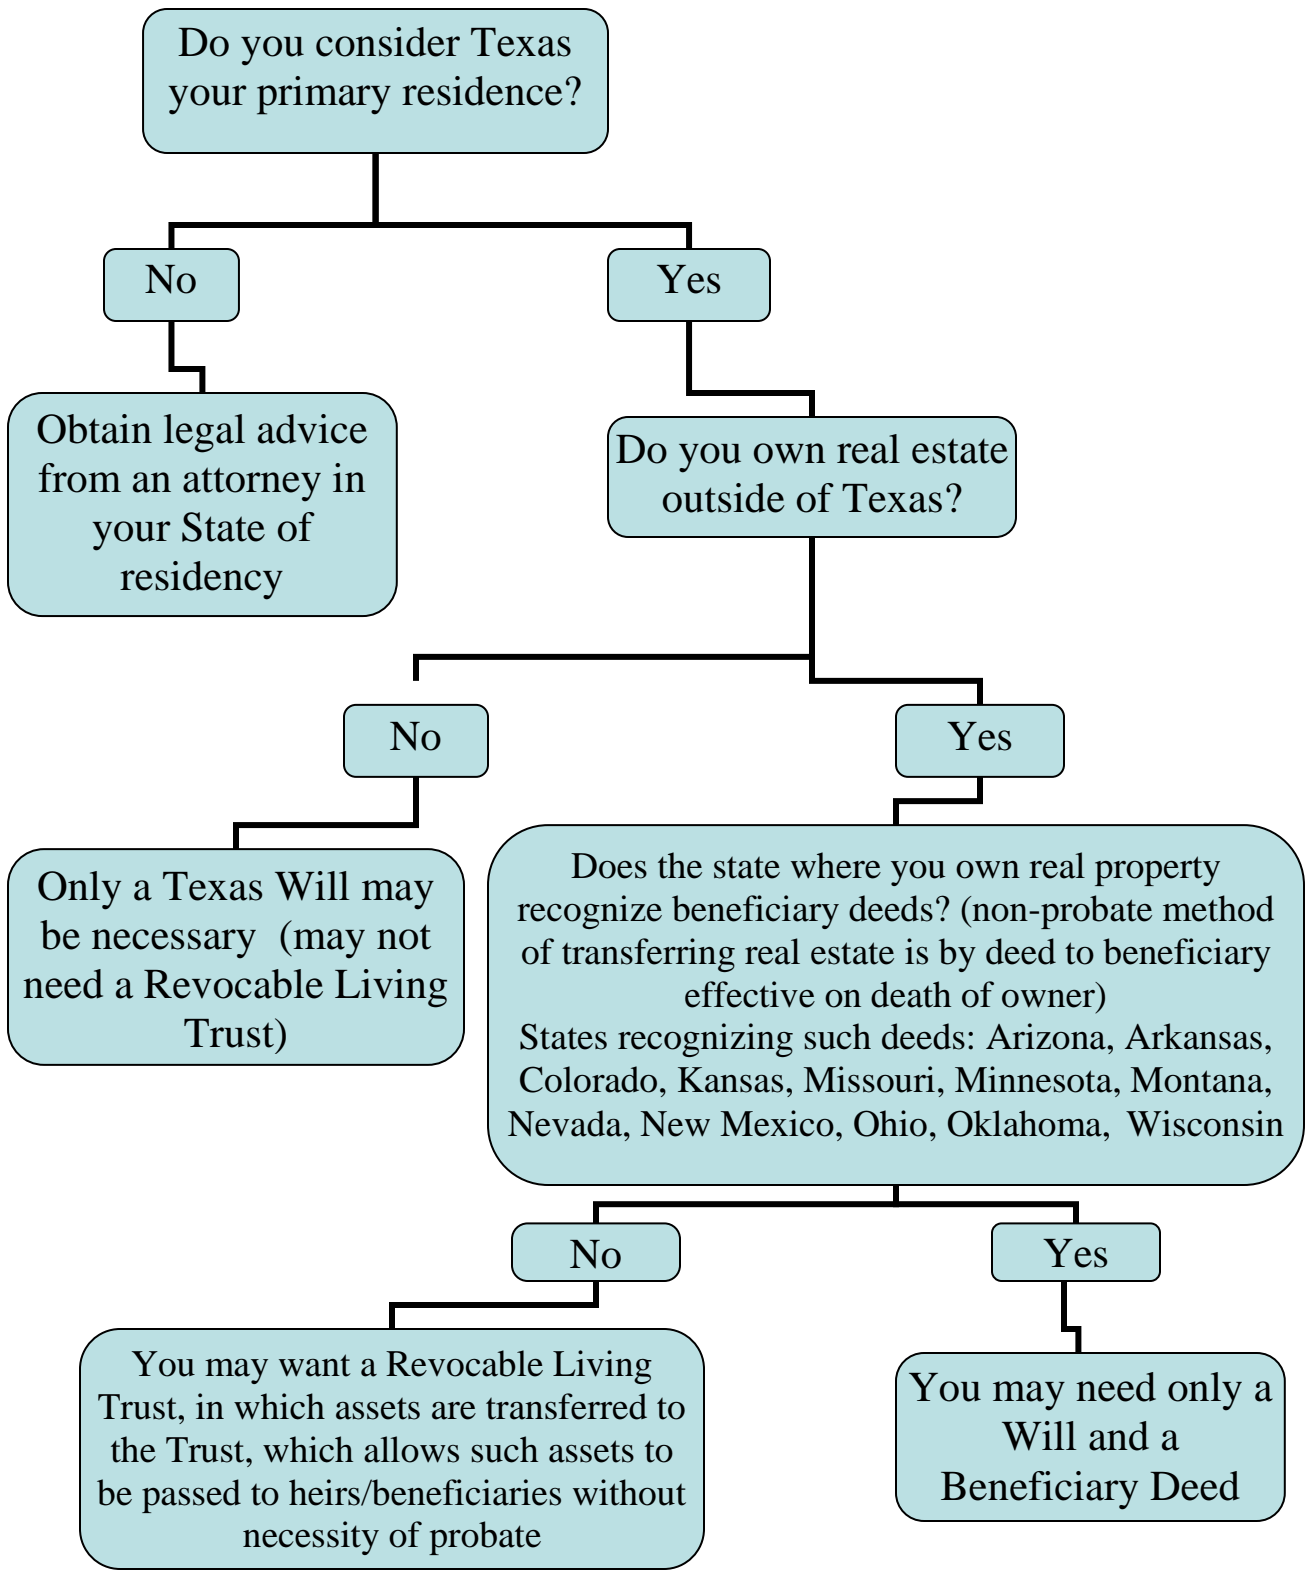 Do you consider Texas
your primary residence?
No
Yes
Obtain legal advice
from an attorney in
your State of
residency
Do you own real estate
outside of Texas?
No
Yes
Only a Texas Will may
be necessary  (may not
need a Revocable Living
Trust)
Does the state where you own real property
recognize beneficiary deeds? (non-probate method
of transferring real estate is by deed to beneficiary
effective on death of owner)
States recognizing such deeds: Arizona, Arkansas,
Colorado, Kansas, Missouri, Minnesota, Montana,
Nevada, New Mexico, Ohio, Oklahoma,  Wisconsin
No
Yes
You may want a Revocable Living
Trust, in which assets are transferred to
the Trust, which allows such assets to
be passed to heirs/beneficiaries without
necessity of probate
You may need only a
Will and a
Beneficiary Deed